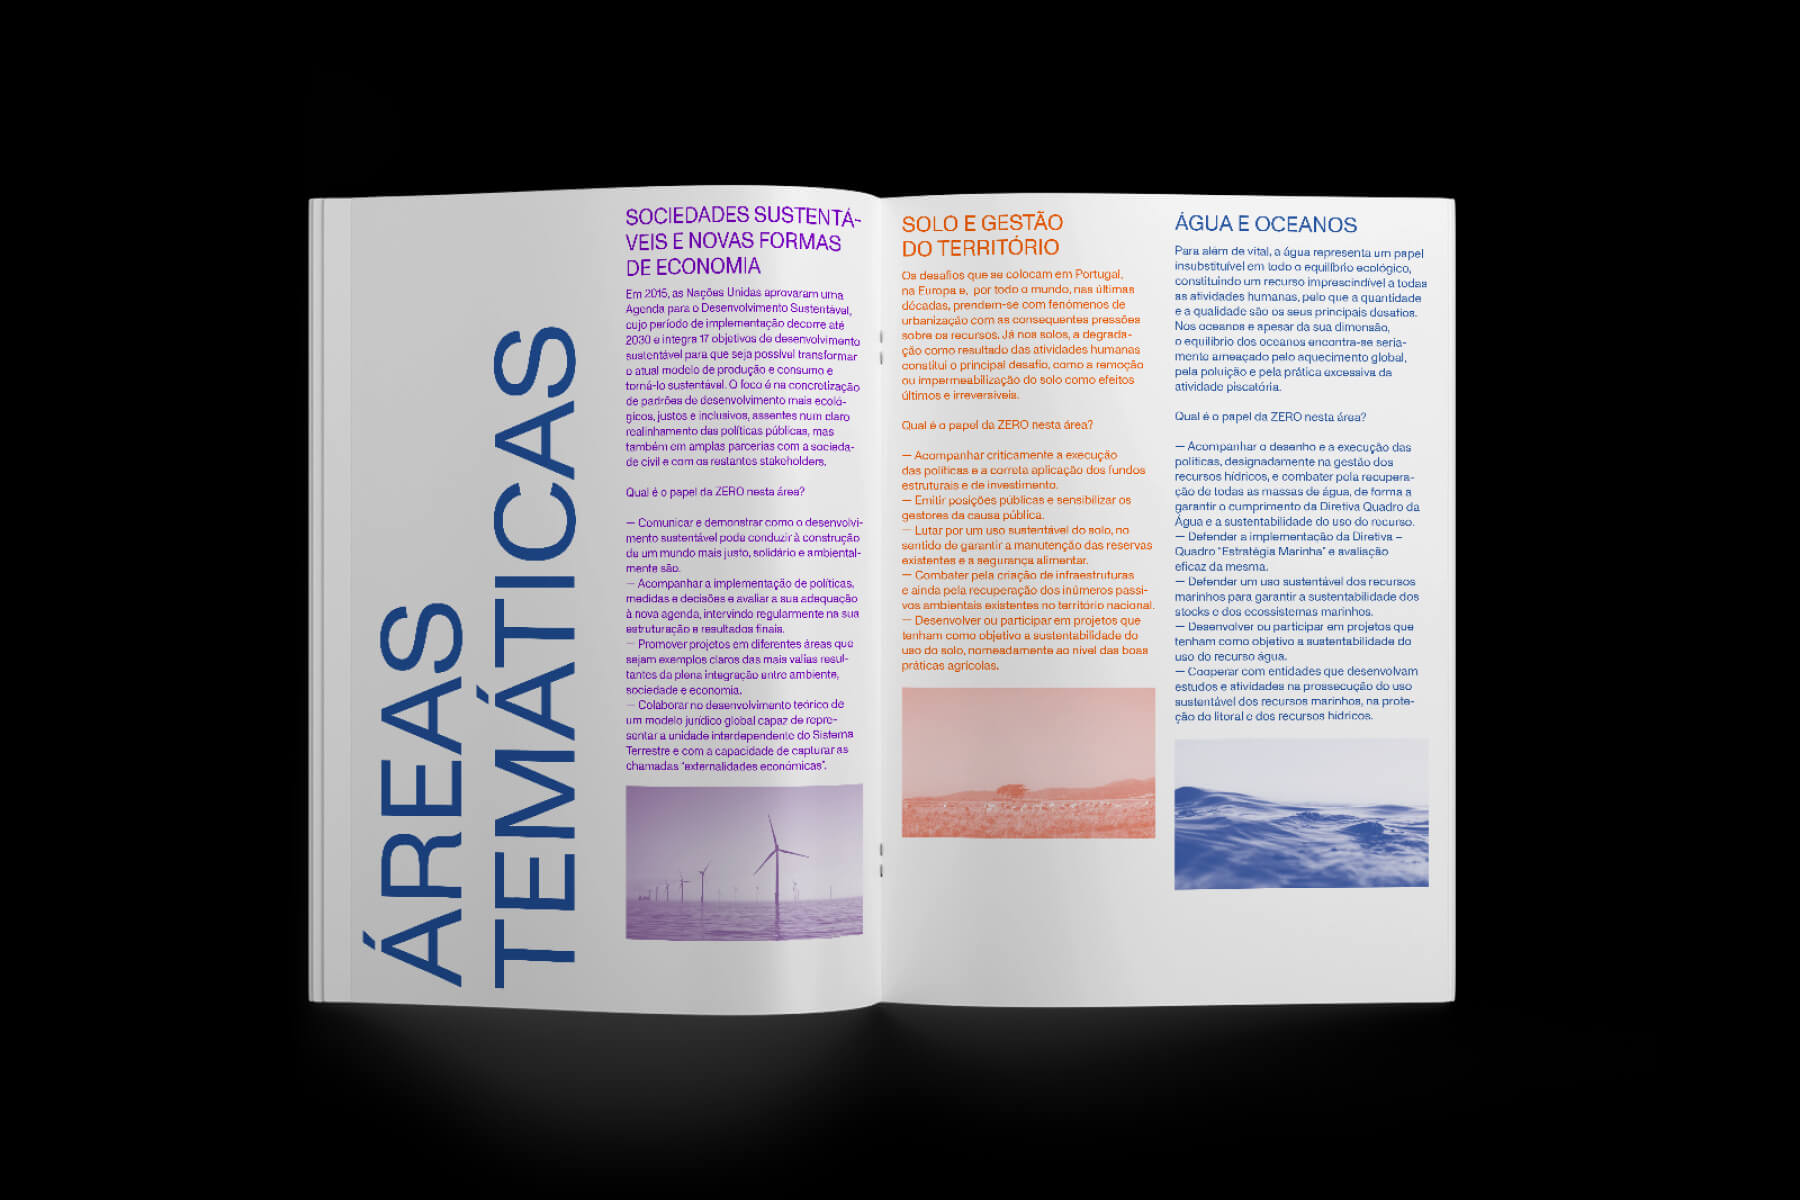 ÁREAS
TEMÁTICAS
SOCIEDADES SUSTENTÁ-
VEIS E NOVAS FORMAS
DE ECONOMIA
Em 2015, as Nações Unidas aprovaram uma
Agenda para o Desenvolvimento Sustentável,
cujo período de implementação decorre até
2030 e integra 17 objetivos de desenvolvimento
sustentável para que seja possível transformar
o atual modelo de produção e consumo e
torná-lo sustentável. O foco é na concretização
de padrões de desenvolvimento mais ecoló-
gicos, justos e inclusivos, assentes num claro
realinhamento das políticas públicas, mas
também em amplas parcerias com a socieda-
de civil e com os restantes stakeholders.
Qual é o papel da ZERO nesta área?
— Comunicar e demonstrar como o desenvolvi-
mento sustentável pode conduzir à construção
de um mundo mais justo, solidário e ambiental-
mente são.
— Acompanhar a implementação de políticas,
medidas e decisões e avaliar a sua adequação
à nova agenda, intervindo regularmente na sua
estruturação e resultados finais.
— Promover projetos em diferentes áreas que
sejam exemplos claros das mais valias resul-
tantes da plena integração entre ambiente,
sociedade e economia.
— Colaborar no desenvolvimento teórico de
um modelo jurídico global capaz de repre-
sentar a unidade interdependente do Sistema
Terrestre e com a capacidade de capturar as
chamadas "externalidades económicas".
SOLO E GESTÃO
DO TERRITÓRIO
Os desafios que se colocam em Portugal,
na Europa e, por todo o mundo, nas últimas
décadas, prendem-se com fenómenos de
urbanização com as consequentes pressões
sobre os recursos. Já nos solos, a degrada-
ção como resultado das atividades humanas
constitui o principal desafio, como a remoção
ou impermeabilização do solo como efeitos
últimos e irreversíveis.
Qual é o papel da ZERO nesta área?
— Acompanhar criticamente a execução
das políticas e a correta aplicação dos fundos
estruturais e de investimento.
— Emitir posições públicas e sensibilizar os
gestores da causa pública.
— Lutar por um uso sustentável do solo, no
sentido de garantir a manutenção das reservas
existentes e a segurança alimentar.
— Combater pela criação de infraestruturas
e ainda pela recuperação dos inúmeros passi-
vos ambientais existentes no território nacional.
— Desenvolver ou participar em projetos que
tenham como objetivo a sustentabilidade do
uso do solo, nomeadamente ao nível das boas
práticas agrícolas.
ÁGUA E OCEANOS
Para além de vital, a água representa um papel
insubstituível em todo o equilíbrio ecológico,
constituindo um recurso imprescindível a todas
as atividades humanas, pelo que a quantidade
e a qualidade são os seus principais desafios.
Nos oceanos e apesar da sua dimensão,
o equilíbrio dos oceanos encontra-se seria-
mente ameaçado pelo aquecimento global,
pela poluição e pela prática excessiva da
atividade piscatória.
Qual é o papel da ZERO nesta área?
— Acompanhar o desenho e a execução das
políticas, designadamente na gestão dos
recursos hídricos, e combater pela recupera-
ção de todas as massas de água, de forma a
garantir o cumprimento da Diretiva Quadro da
Água e a sustentabilidade do uso do recurso.
— Defender a implementação da Diretiva –
Quadro "Estratégia Marinha" e avaliação
eficaz da mesma.
— Defender um uso sustentável dos recursos
marinhos para garantir a sustentabilidade dos
stocks e dos ecossistemas marinhos.
— Desenvolver ou participar em projetos que
tenham como objetivo a sustentabilidade do
uso do recurso água.
— Cooperar com entidades que desenvolvam
estudos e atividades na prossecução do uso
sustentável dos recursos marinhos, na prote-
ção do litoral e dos recursos hídricos.